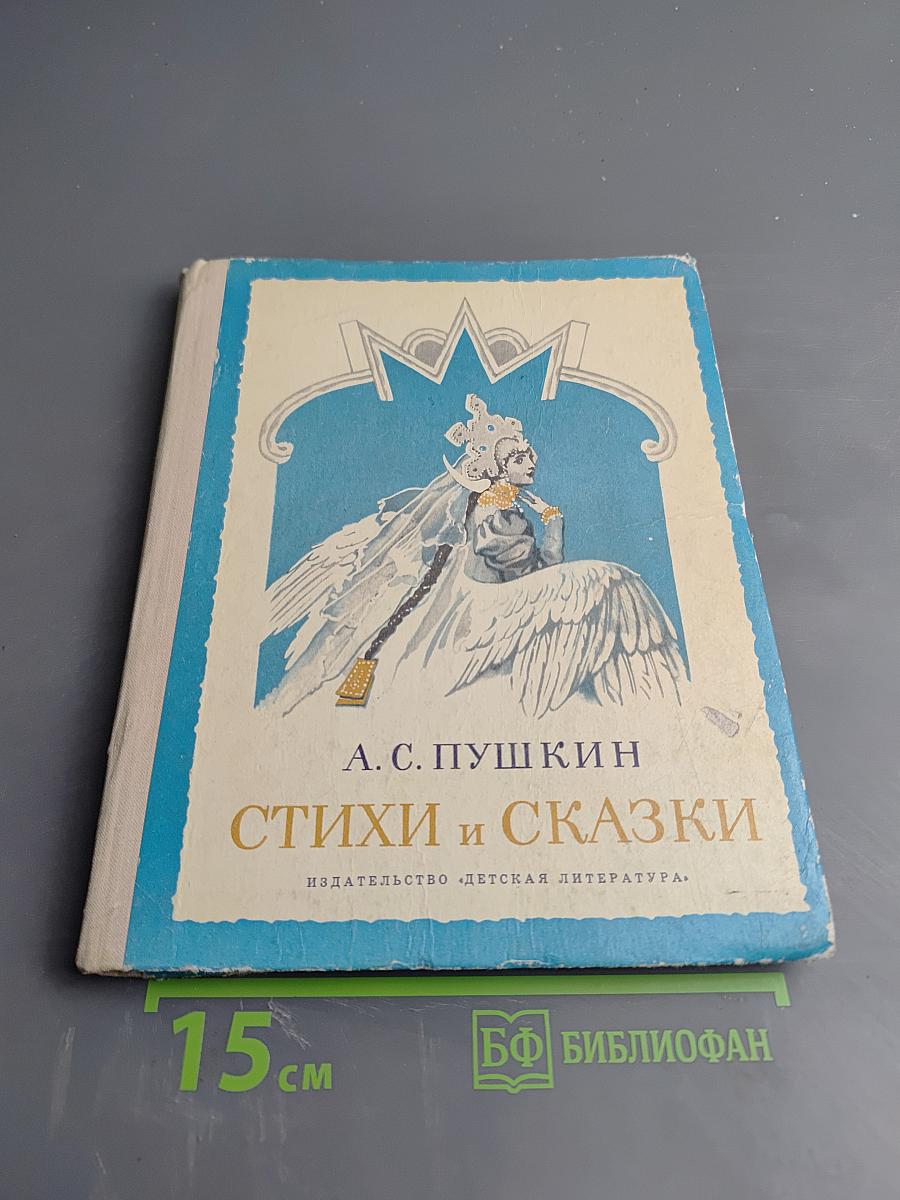 А. С. ПУШКИН
СТИХИ и СКАЗКИ
ИЗДАТЕЛЬСТВО «ДЕТСКАЯ ЛИТЕРАТУРА»
15 см
БФ БИБЛИОФАН